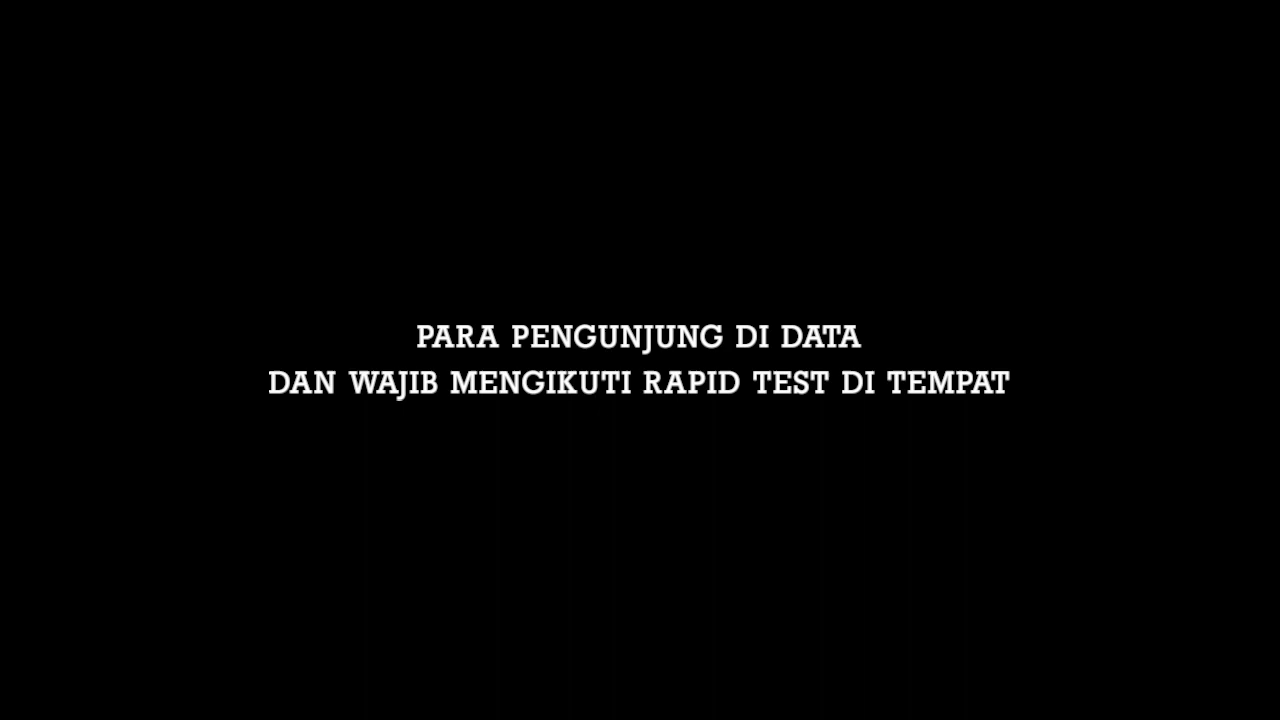 PARA PENGUNJUNG DI DATA
DAN WAJIB MENGIKUTI RAPID TEST DI TEMPAT